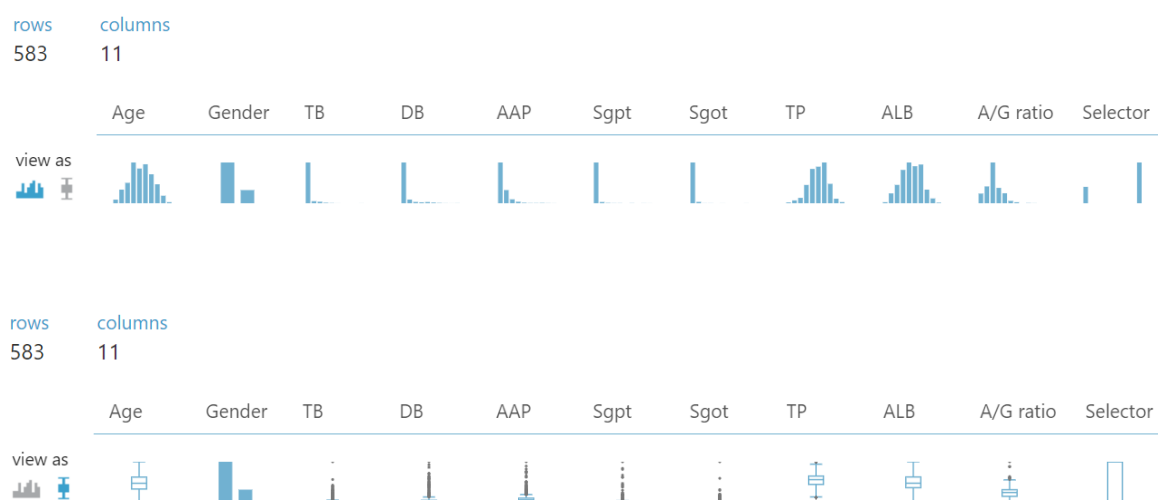 rows columns
583 11
Age Gender TB DB AAP Sgpt Sgot TP ALB A/G ratio Selector
view as
rows columns
583 11
Age Gender TB DB AAP Sgpt Sgot TP ALB A/G ratio Selector
view as